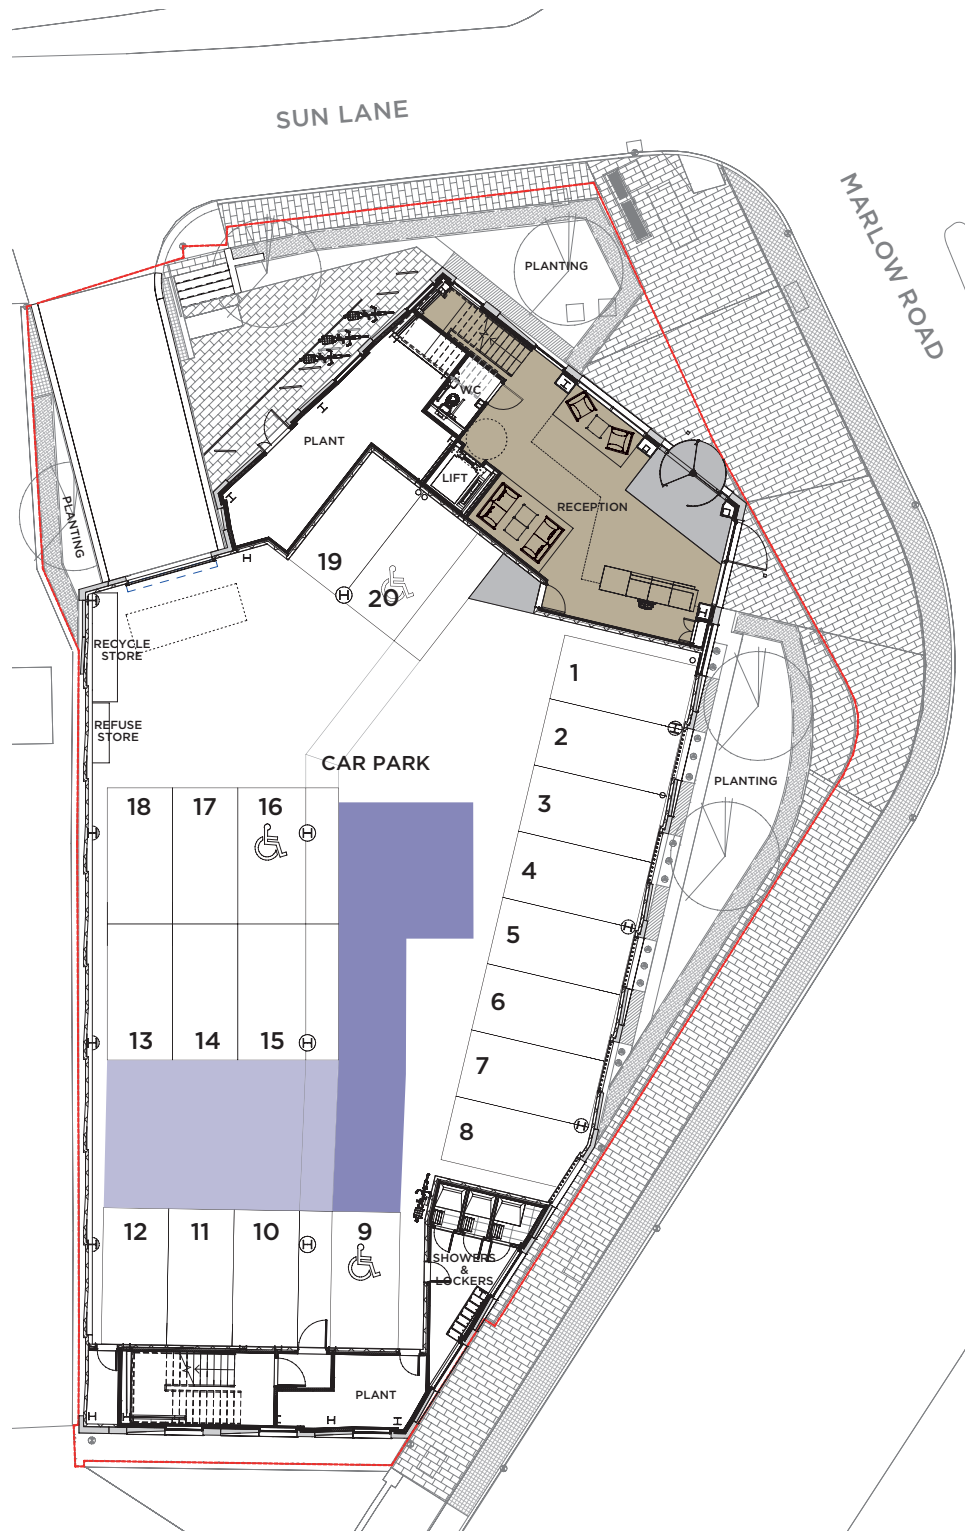 SUN LANE
MARLOW ROAD
PLANTING
WC
PLANT
LIFT
RECEPTION
PLANTING
19
20
RECYCLE
STORE
1
REFUSE
STORE
2
CAR PARK
PLANTING
18
17
16
3
4
5
6
13
14
15
7
8
12
11
10
9
SHOWERS
&
LOCKERS
PLANT